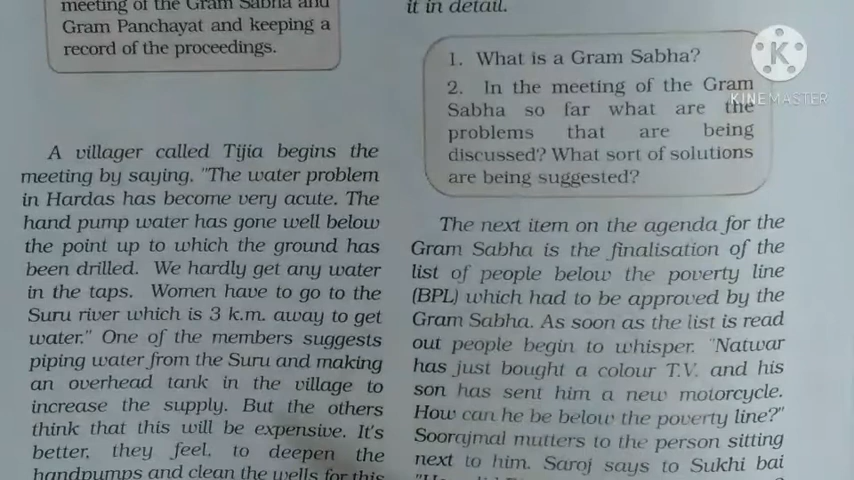 meeting of the Gram Sabha and
Gram Panchayat and keeping a
record of the proceedings.
A villager called Tijia begins the
meeting by saying, "The water problem
in Hardas has become very acute. The
hand pump water has gone well below
the point up to which the ground has
been drilled. We hardly get any water
in the taps. Women have to go to the
Suru river which is 3 k.m. away to get
water." One of the members suggests
piping water from the Suru and making
an overhead tank in the village to
increase the supply. But the others
think that this will be expensive. It's
better, they feel, to deepen the
handpumps and clean the wells for this
it in detail.
1. What is a Gram Sabha?
2. In the meeting of the Gram
Sabha so far what are the
problems that are being
discussed? What sort of solutions
are being suggested?
The next item on the agenda for the
Gram Sabha is the finalisation of the
list of people below the poverty line
(BPL) which had to be approved by the
Gram Sabha. As soon as the list is read
out people begin to whisper. "Natwar
has just bought a colour T.V. and his
son has sent him a new motorcycle.
How can he be below the poverty line?"
Soorajmal mutters to the person sitting
next to him. Saroj says to Sukhi bai
K
KINEMASTER